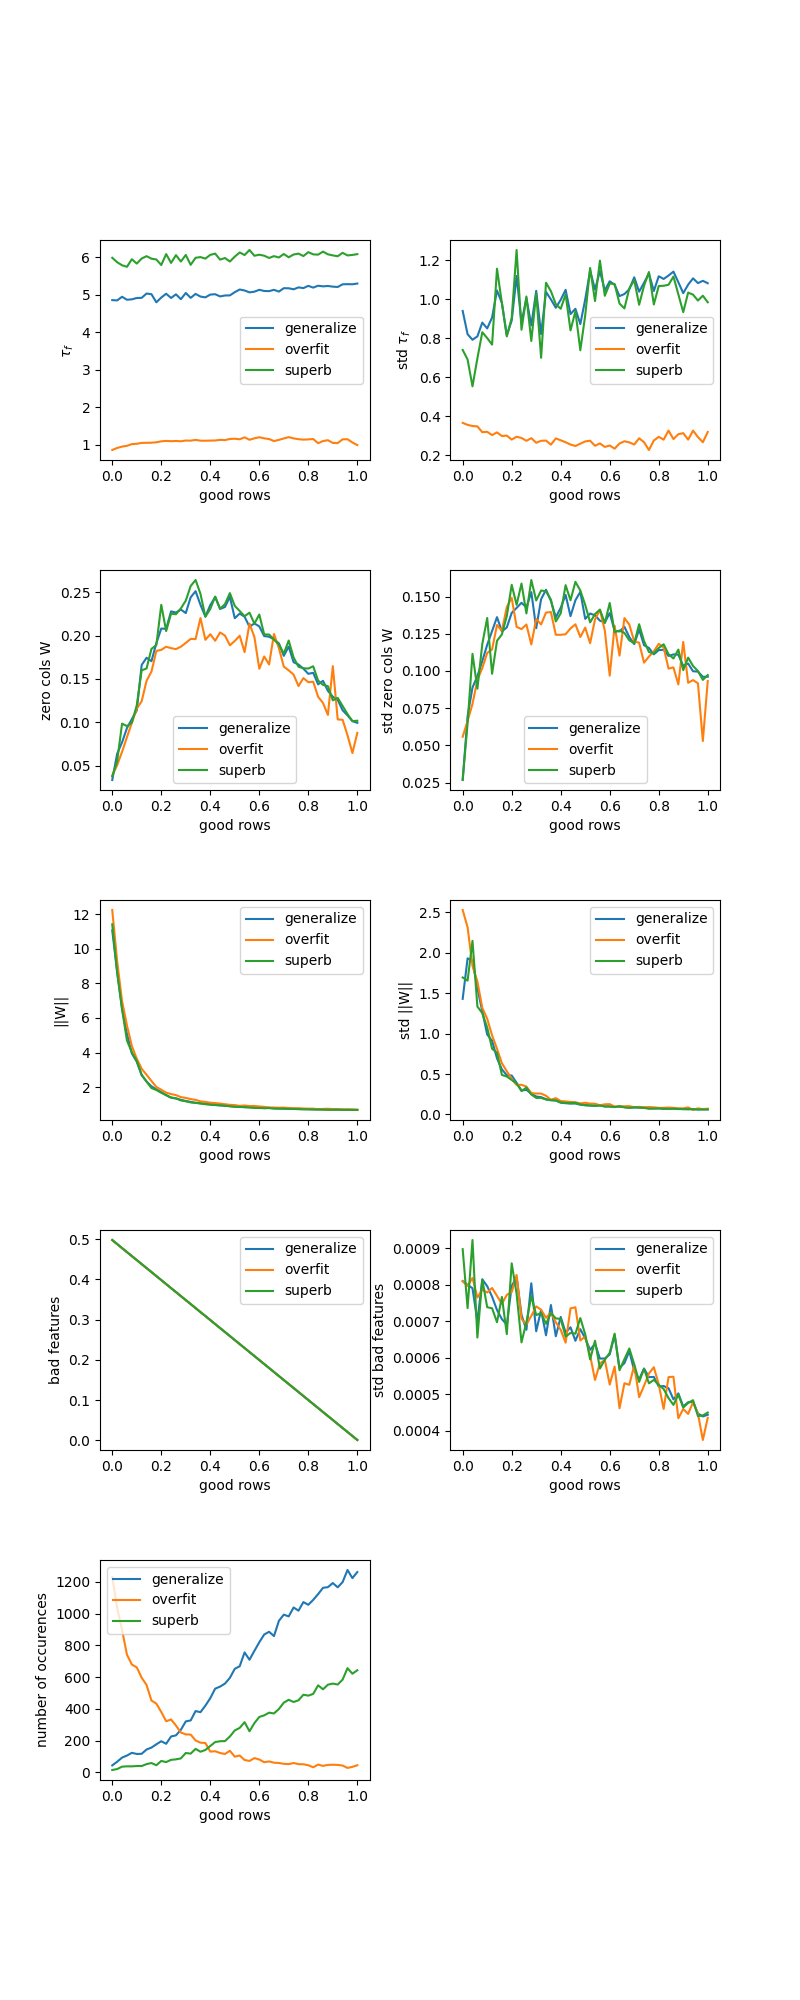 6
5
4
3
2
1
τ_f
generalize
overfit
superb
0.0 0.2 0.4 0.6 0.8 1.0
good rows
1.2
1.0
0.8
0.6
0.4
0.2
std τ_f
generalize
overfit
superb
0.0 0.2 0.4 0.6 0.8 1.0
good rows
0.25
0.20
0.15
0.10
0.05
zero cols W
generalize
overfit
superb
0.0 0.2 0.4 0.6 0.8 1.0
good rows
0.150
0.125
0.100
0.075
0.050
0.025
std zero cols W
generalize
overfit
superb
0.0 0.2 0.4 0.6 0.8 1.0
good rows
12
10
8
6
4
2
||W||
generalize
overfit
superb
0.0 0.2 0.4 0.6 0.8 1.0
good rows
2.5
2.0
1.5
1.0
0.5
0.0
std ||W||
generalize
overfit
superb
0.0 0.2 0.4 0.6 0.8 1.0
good rows
0.5
0.4
0.3
0.2
0.1
0.0
bad features
generalize
overfit
superb
0.0 0.2 0.4 0.6 0.8 1.0
good rows
0.0009
0.0008
0.0007
0.0006
0.0005
0.0004
std bad features
generalize
overfit
superb
0.0 0.2 0.4 0.6 0.8 1.0
good rows
1200
1000
800
600
400
200
0
number of occurences
generalize
overfit
superb
0.0 0.2 0.4 0.6 0.8 1.0
good rows